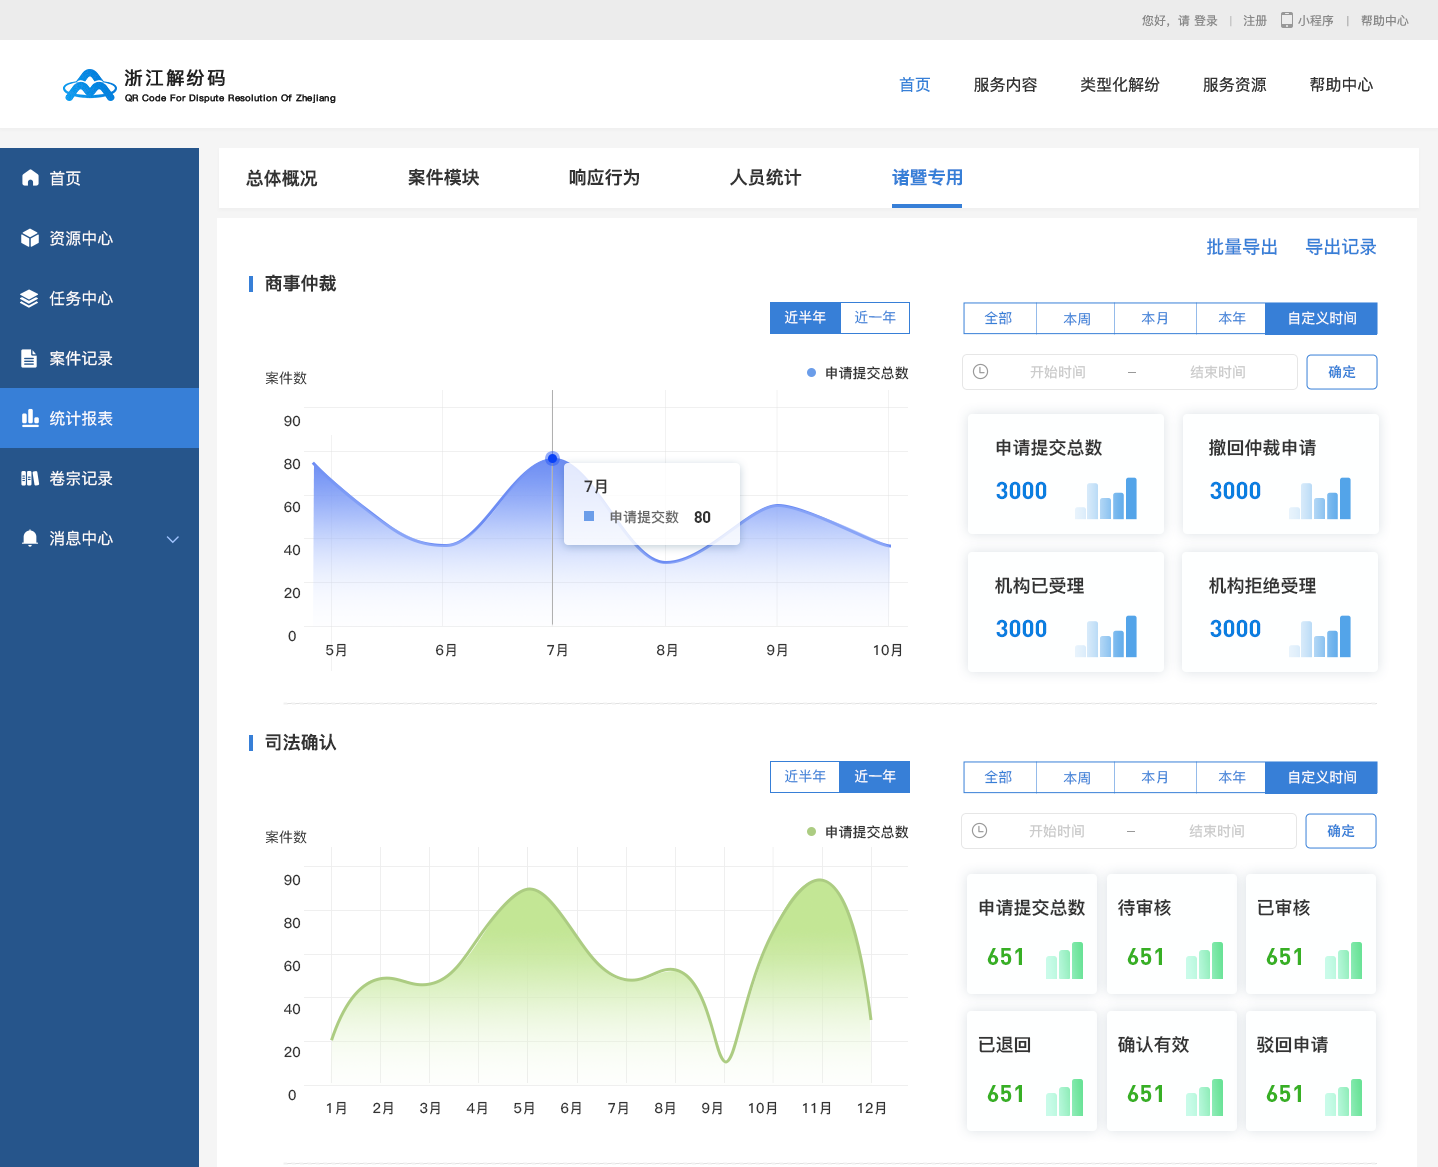 您好，请 登录 | 注册 小程序 | 帮助中心
浙江解纷码
QR Code For Dispute Resolution Of Zhejiang
首页 服务内容 类型化解纷 服务资源 帮助中心
首页
资源中心
任务中心
案件记录
统计报表
卷宗记录
消息中心
总体概况 案件模块 响应行为 人员统计 诸暨专用
批量导出 导出记录
商事仲裁
近半年 近一年
全部 本周 本月 本年 自定义时间
开始时间 – 结束时间 确定
案件数
申请提交总数
90
80
60
40
20
0
5月 6月 7月 8月 9月 10月
7月
申请提交数 80
申请提交总数
3000
撤回仲裁申请
3000
机构已受理
3000
机构拒绝受理
3000
司法确认
近半年 近一年
全部 本周 本月 本年 自定义时间
开始时间 – 结束时间 确定
案件数
申请提交总数
90
80
60
40
20
0
1月 2月 3月 4月 5月 6月 7月 8月 9月 10月 11月 12月
申请提交总数
651
待审核
651
已审核
651
已退回
651
确认有效
651
驳回申请
651